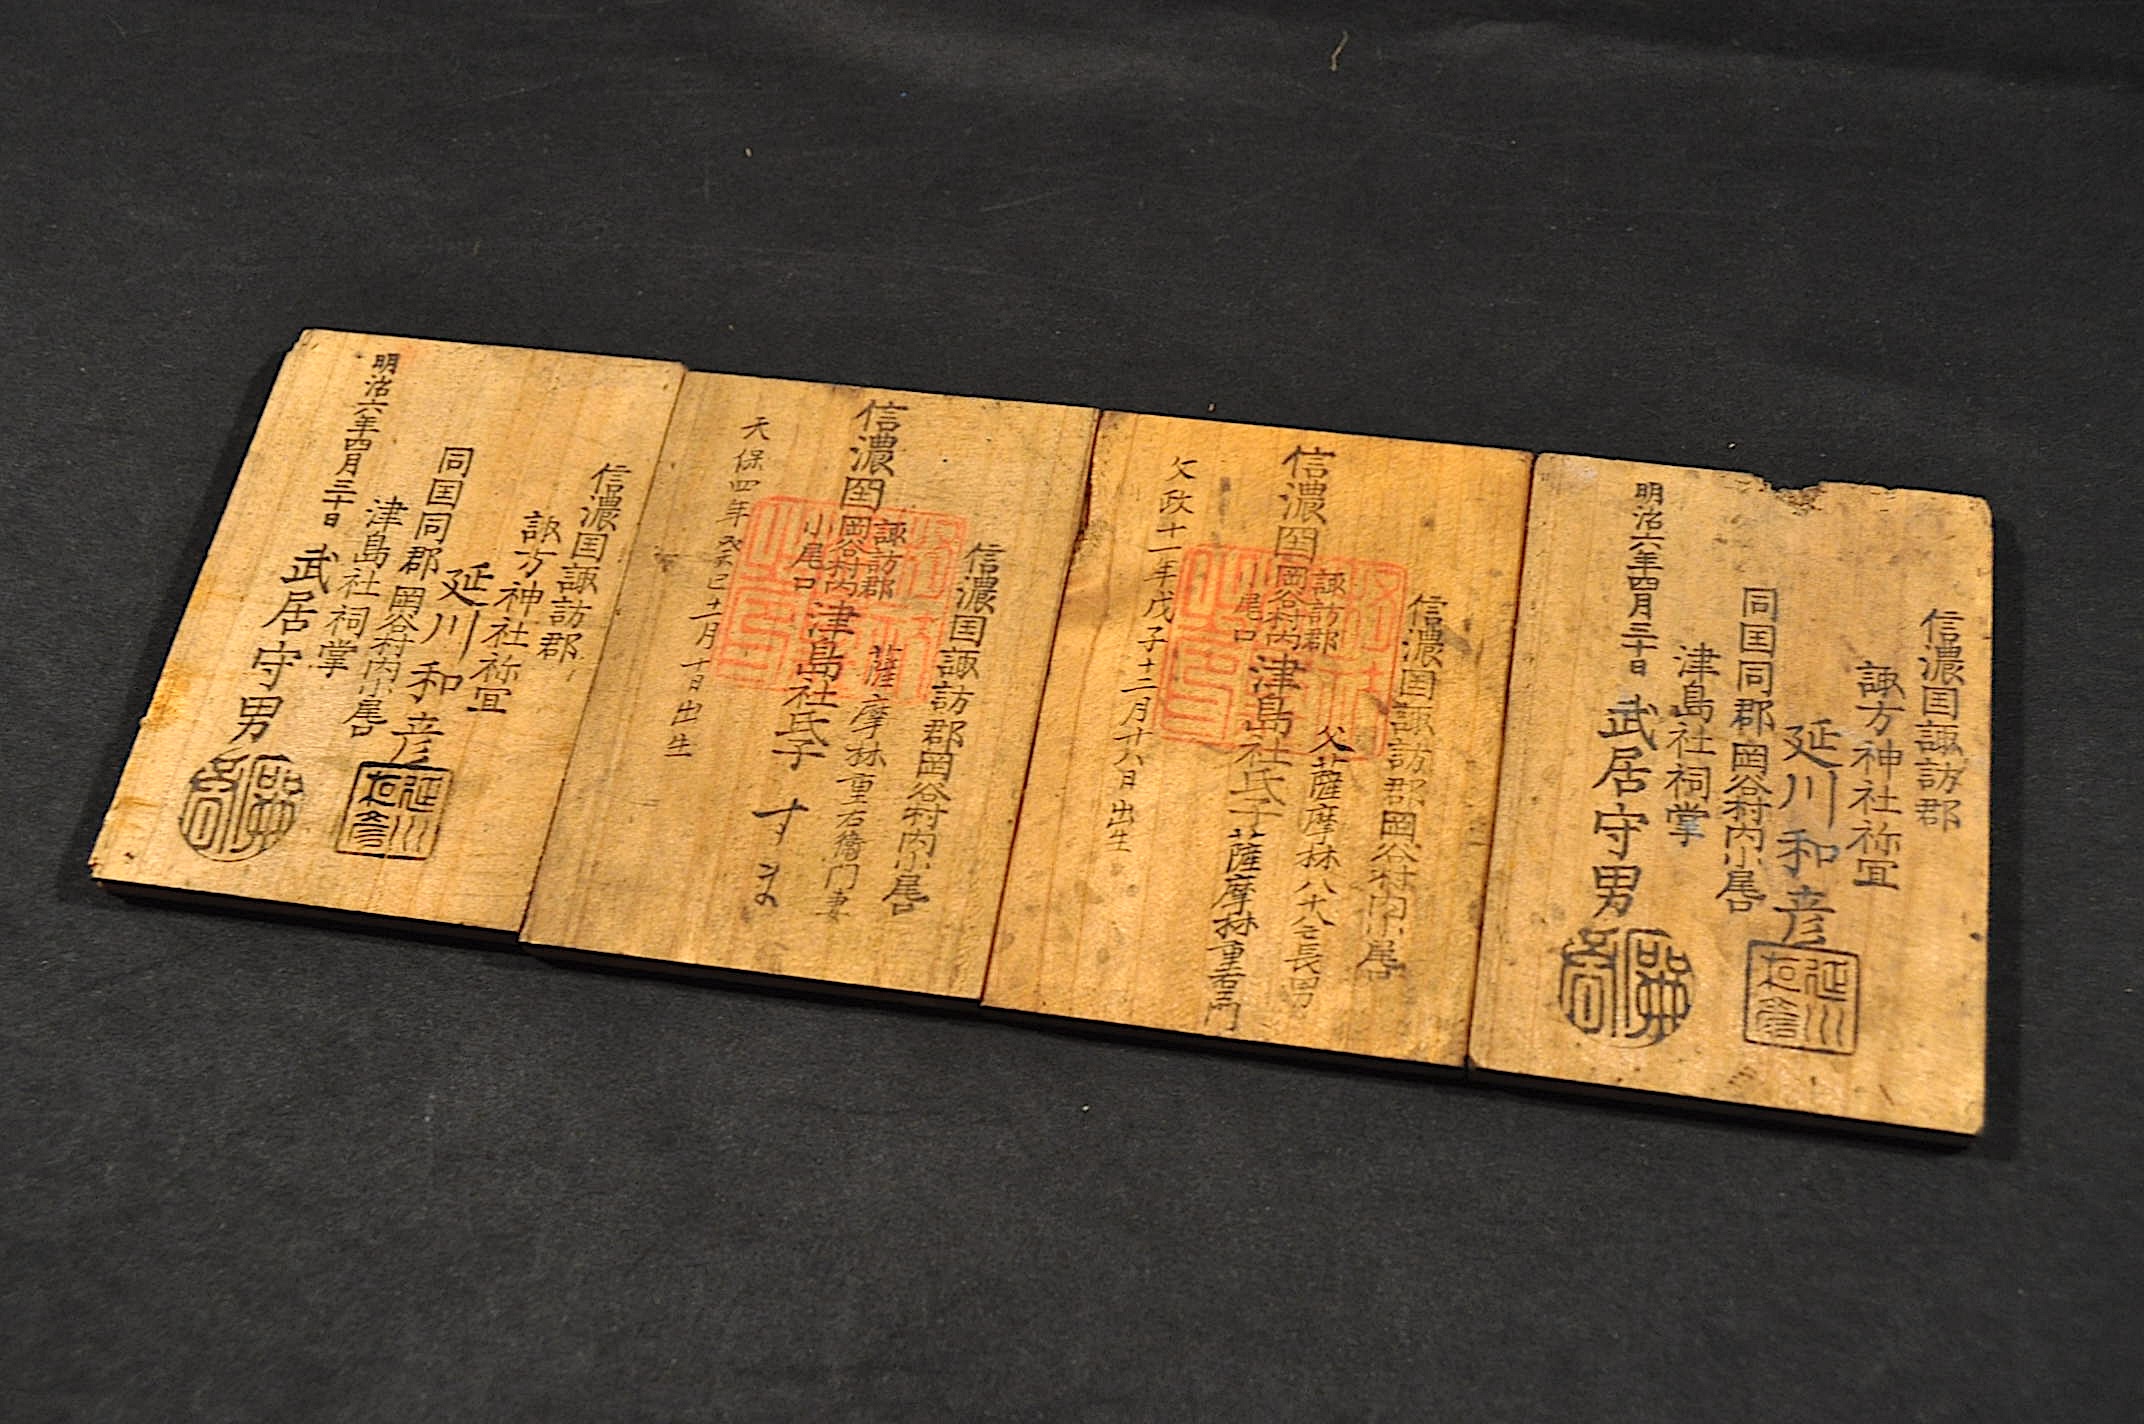 信濃国諏訪郡
諏方神社祢宜
延川和彦
同国同郡岡谷村内小尾口
津島社祠掌
武居守男
明治六年四月三十日
信濃国諏訪郡岡谷村内小尾口
父薩摩林八十八亡長男
信濃国
諏訪郡
岡谷村内
小尾口
津島社氏子
薩摩林重右衛門
文政十一年戊子十二月十六日出生
信濃国諏訪郡岡谷村内小尾口
薩摩林重右衛門妻
信濃国
諏訪郡
岡谷村内
小尾口
津島社氏子
すま
天保四年癸巳十一月十日出生
信濃国諏訪郡
諏方神社祢宜
延川和彦
同国同郡岡谷村内小尾口
津島社祠掌
武居守男
明治六年四月三十日